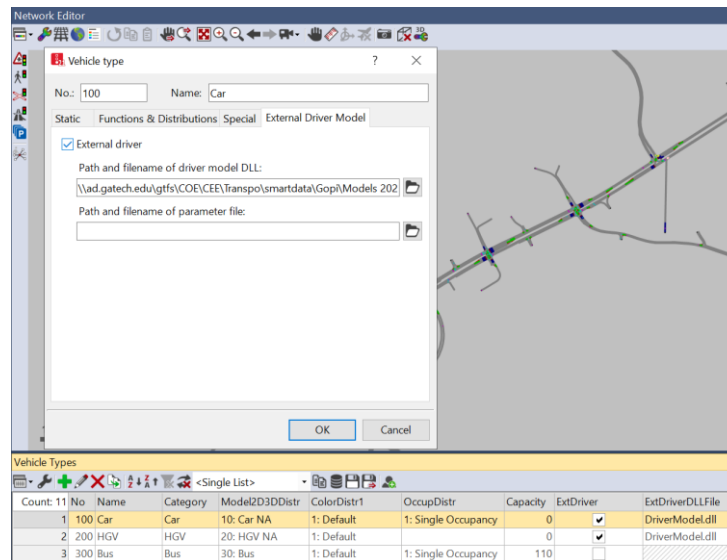 Network Editor
Vehicle type
No.: 100 Name: Car
Static Functions & Distributions Special External Driver Model
External driver
Path and filename of driver model DLL:
\\ad.gatech.edu\gtfs\COE\CEE\Transpo\smartdata\Gopi\Models 202
Path and filename of parameter file:
OK Cancel
Vehicle Types
<Single List>
Count: 11 No Name Category Model2D3DDistr ColorDistr1 OccupDistr Capacity ExtDriver ExtDriverDLLFile
1 100 Car Car 10: Car NA 1: Default 1: Single Occupancy 0 DriverModel.dll
2 200 HGV HGV 20: HGV NA 1: Default 0 DriverModel.dll
3 300 Bus Bus 30: Bus 1: Default 1: Single Occupancy 110